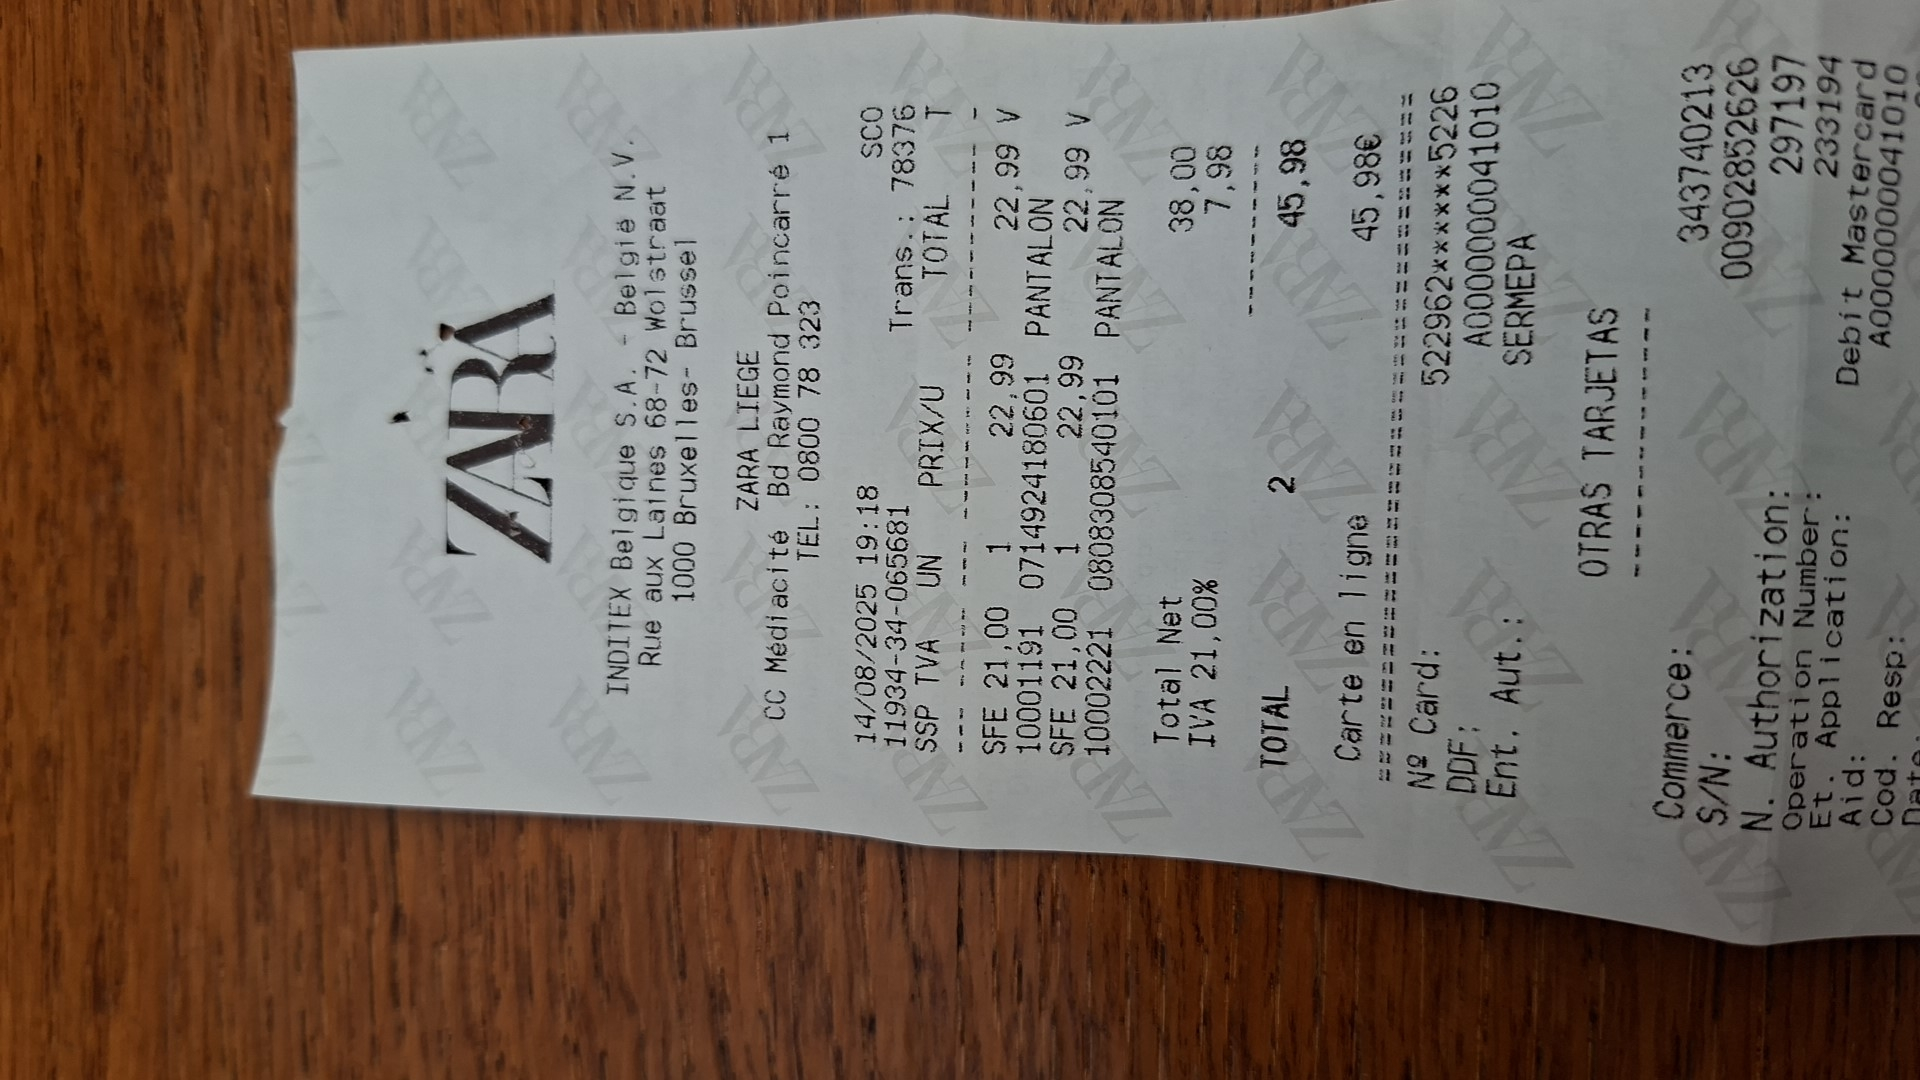 ZARA
INDITEX Belgique S.A. - België N.V.
Rue aux Laines 68-72 Wolstraat
1000 Bruxelles- Brussel
ZARA LIEGE
CC Médiacité Bd Raymond Poincarré 1
TEL: 0800 78 323
14/08/2025 19:18 SCO
11934-34-065681 Trans.: 78376
SSP TVA UN PRIX/U TOTAL T
--- ----- --- ---------- ---------- -
SFE 21,00 1 22,99 22,99 V
10001191 0714924180601 PANTALON
SFE 21,00 1 22,99 22,99 V
10002221 0808308540101 PANTALON
Total Net 38,00
IVA 21,00% 7,98
------------
TOTAL 2 45,98
Carte en ligne 45,98€
==========================================
Nº Card: 522962******5226
DDF: A0000000041010
Ent. Aut.: SERMEPA
OTRAS TARJETAS
----------------
Commerce: 343740213
S/N: 00902852626
N. Authorization: 297197
Operation Number: 233194
Et. Application: Debit Mastercard
Aid: A0000000041010
Cod. Resp: